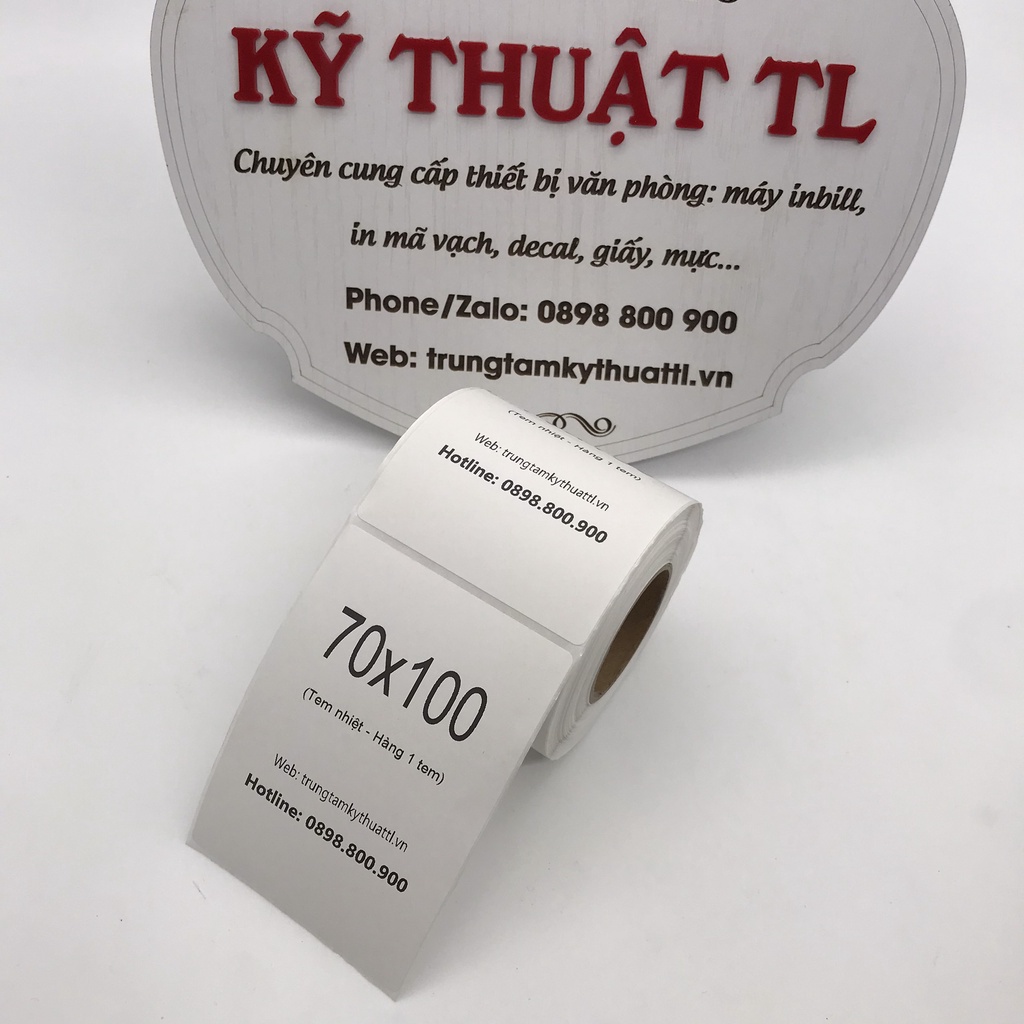 KỸ THUẬT TL
Chuyên cung cấp thiết bị văn phòng: máy inbill,
in mã vạch, decal, giấy, mực...
Phone/Zalo: 0898 800 900
Web: trungtamkythuattl.vn
(Tem nhiệt - Hàng 1 tem)
Web: trungtamkythuattl.vn
Hotline: 0898.800.900
70x100
(Tem nhiệt - Hàng 1 tem)
Web: trungtamkythuattl.vn
Hotline: 0898.800.900